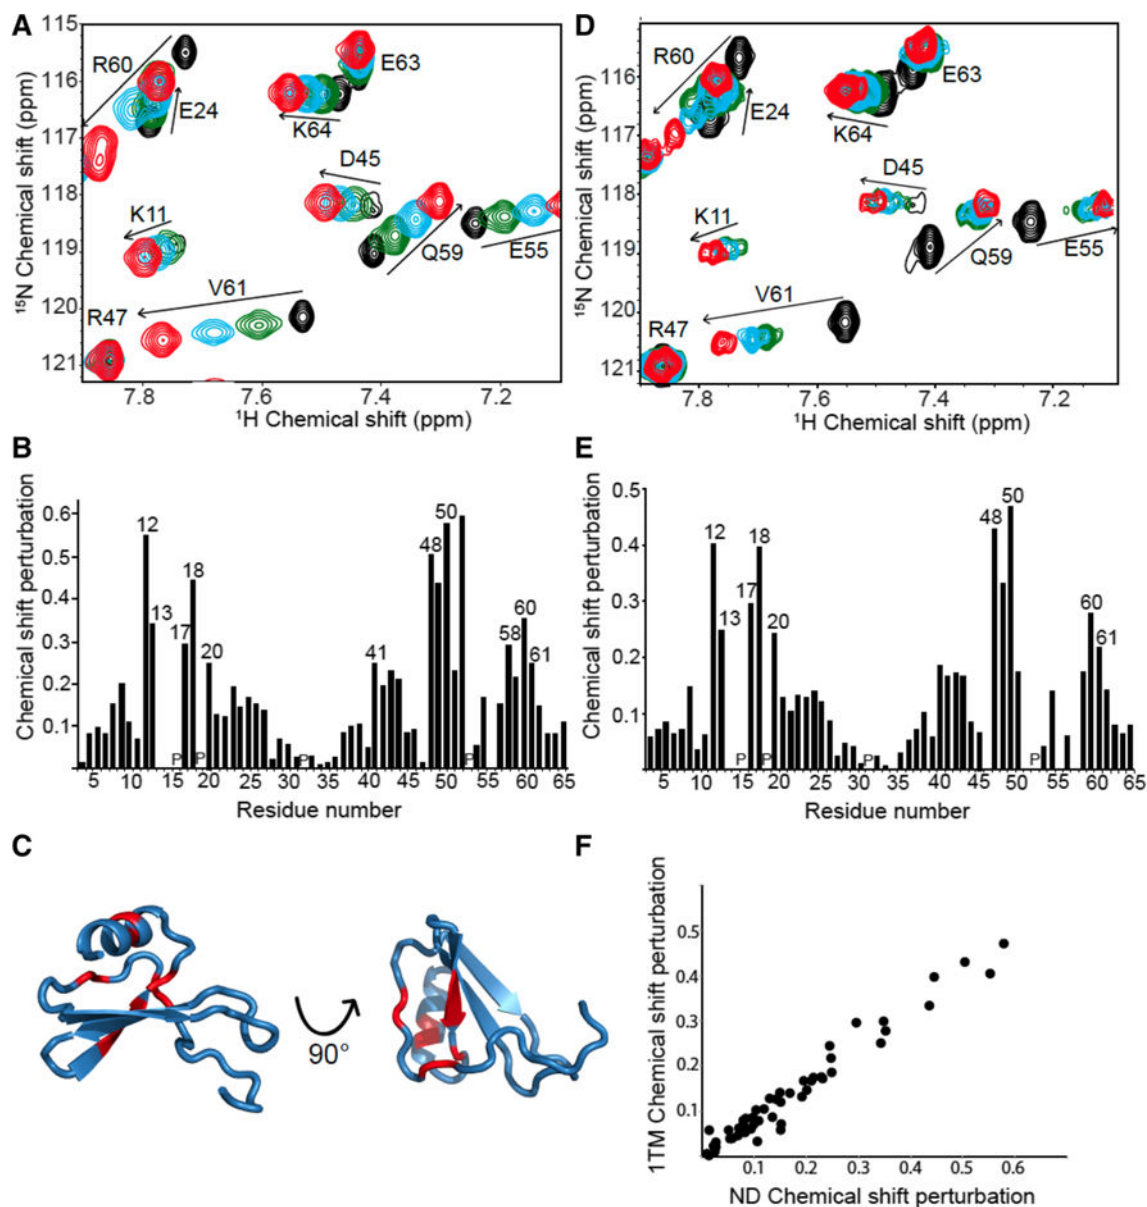 A
115
116
117
118
119
120
121
¹⁵N Chemical shift (ppm)
R60
E24
E63
K64
D45
K11
Q59
E55
V61
R47
7.8
7.6
7.4
7.2
¹H Chemical shift (ppm)
D
115
116
117
118
119
120
121
¹⁵N Chemical shift (ppm)
R60
E24
E63
K64
D45
K11
Q59
E55
V61
R47
7.8
7.6
7.4
7.2
¹H Chemical shift (ppm)
B
Chemical shift perturbation
0.6
0.5
0.4
0.3
0.2
0.1
12
13
17
18
20
41
48
50
58
60
61
P P P P
5 10 15 20 25 30 35 40 45 50 55 60 65
Residue number
E
Chemical shift perturbation
0.5
0.4
0.3
0.2
0.1
12
13
17
18
20
48
50
60
61
P P P P
5 10 15 20 25 30 35 40 45 50 55 60 65
Residue number
C
90°
F
1TM Chemical shift perturbation
0.5
0.4
0.3
0.2
0.1
0.1 0.2 0.3 0.4 0.5 0.6
ND Chemical shift perturbation